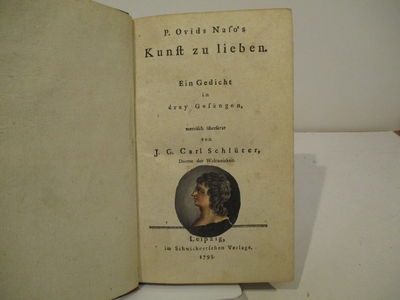 P. Ovids Naso's
Kunst zu lieben.
Ein Gedicht
in
drey Gesängen,
metrisch übersetzt
von
J. G. Carl Schlüter,
Doctor der Weltweisheit.
Leipzig,
im Schwickertschen Verlage.
1795.